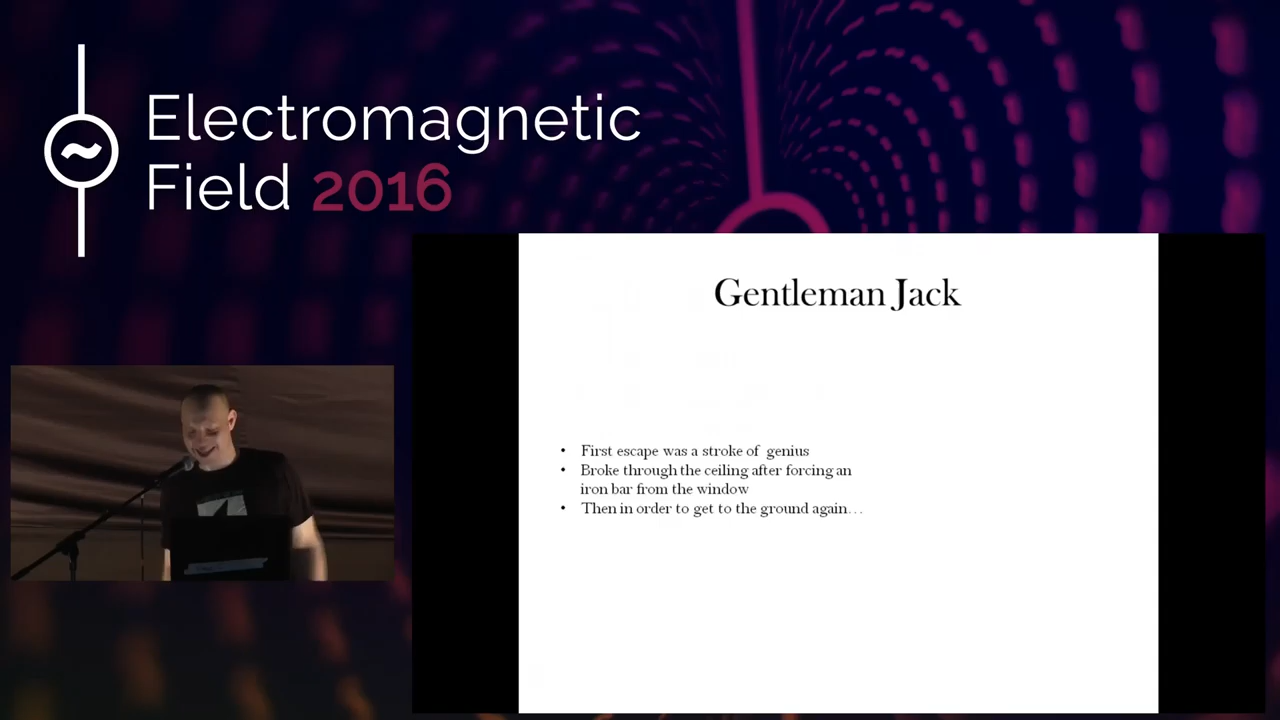 Electromagnetic
Field 2016
Gentleman Jack
• First escape was a stroke of genius
• Broke through the ceiling after forcing an
iron bar from the window
• Then in order to get to the ground again…